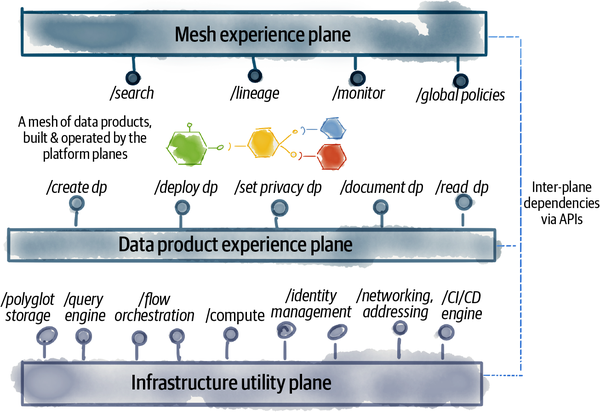 Mesh experience plane
/search
/lineage
/monitor
/global policies
A mesh of data products,
built & operated by the
platform planes
/create dp
/deploy dp
/set privacy dp
/document dp
/read dp
Inter-plane
dependencies
via APIs
Data product experience plane
/polyglot
storage
/query
engine
/flow
orchestration
/compute
/identity
management
/networking,
addressing
/CI/CD
engine
Infrastructure utility plane